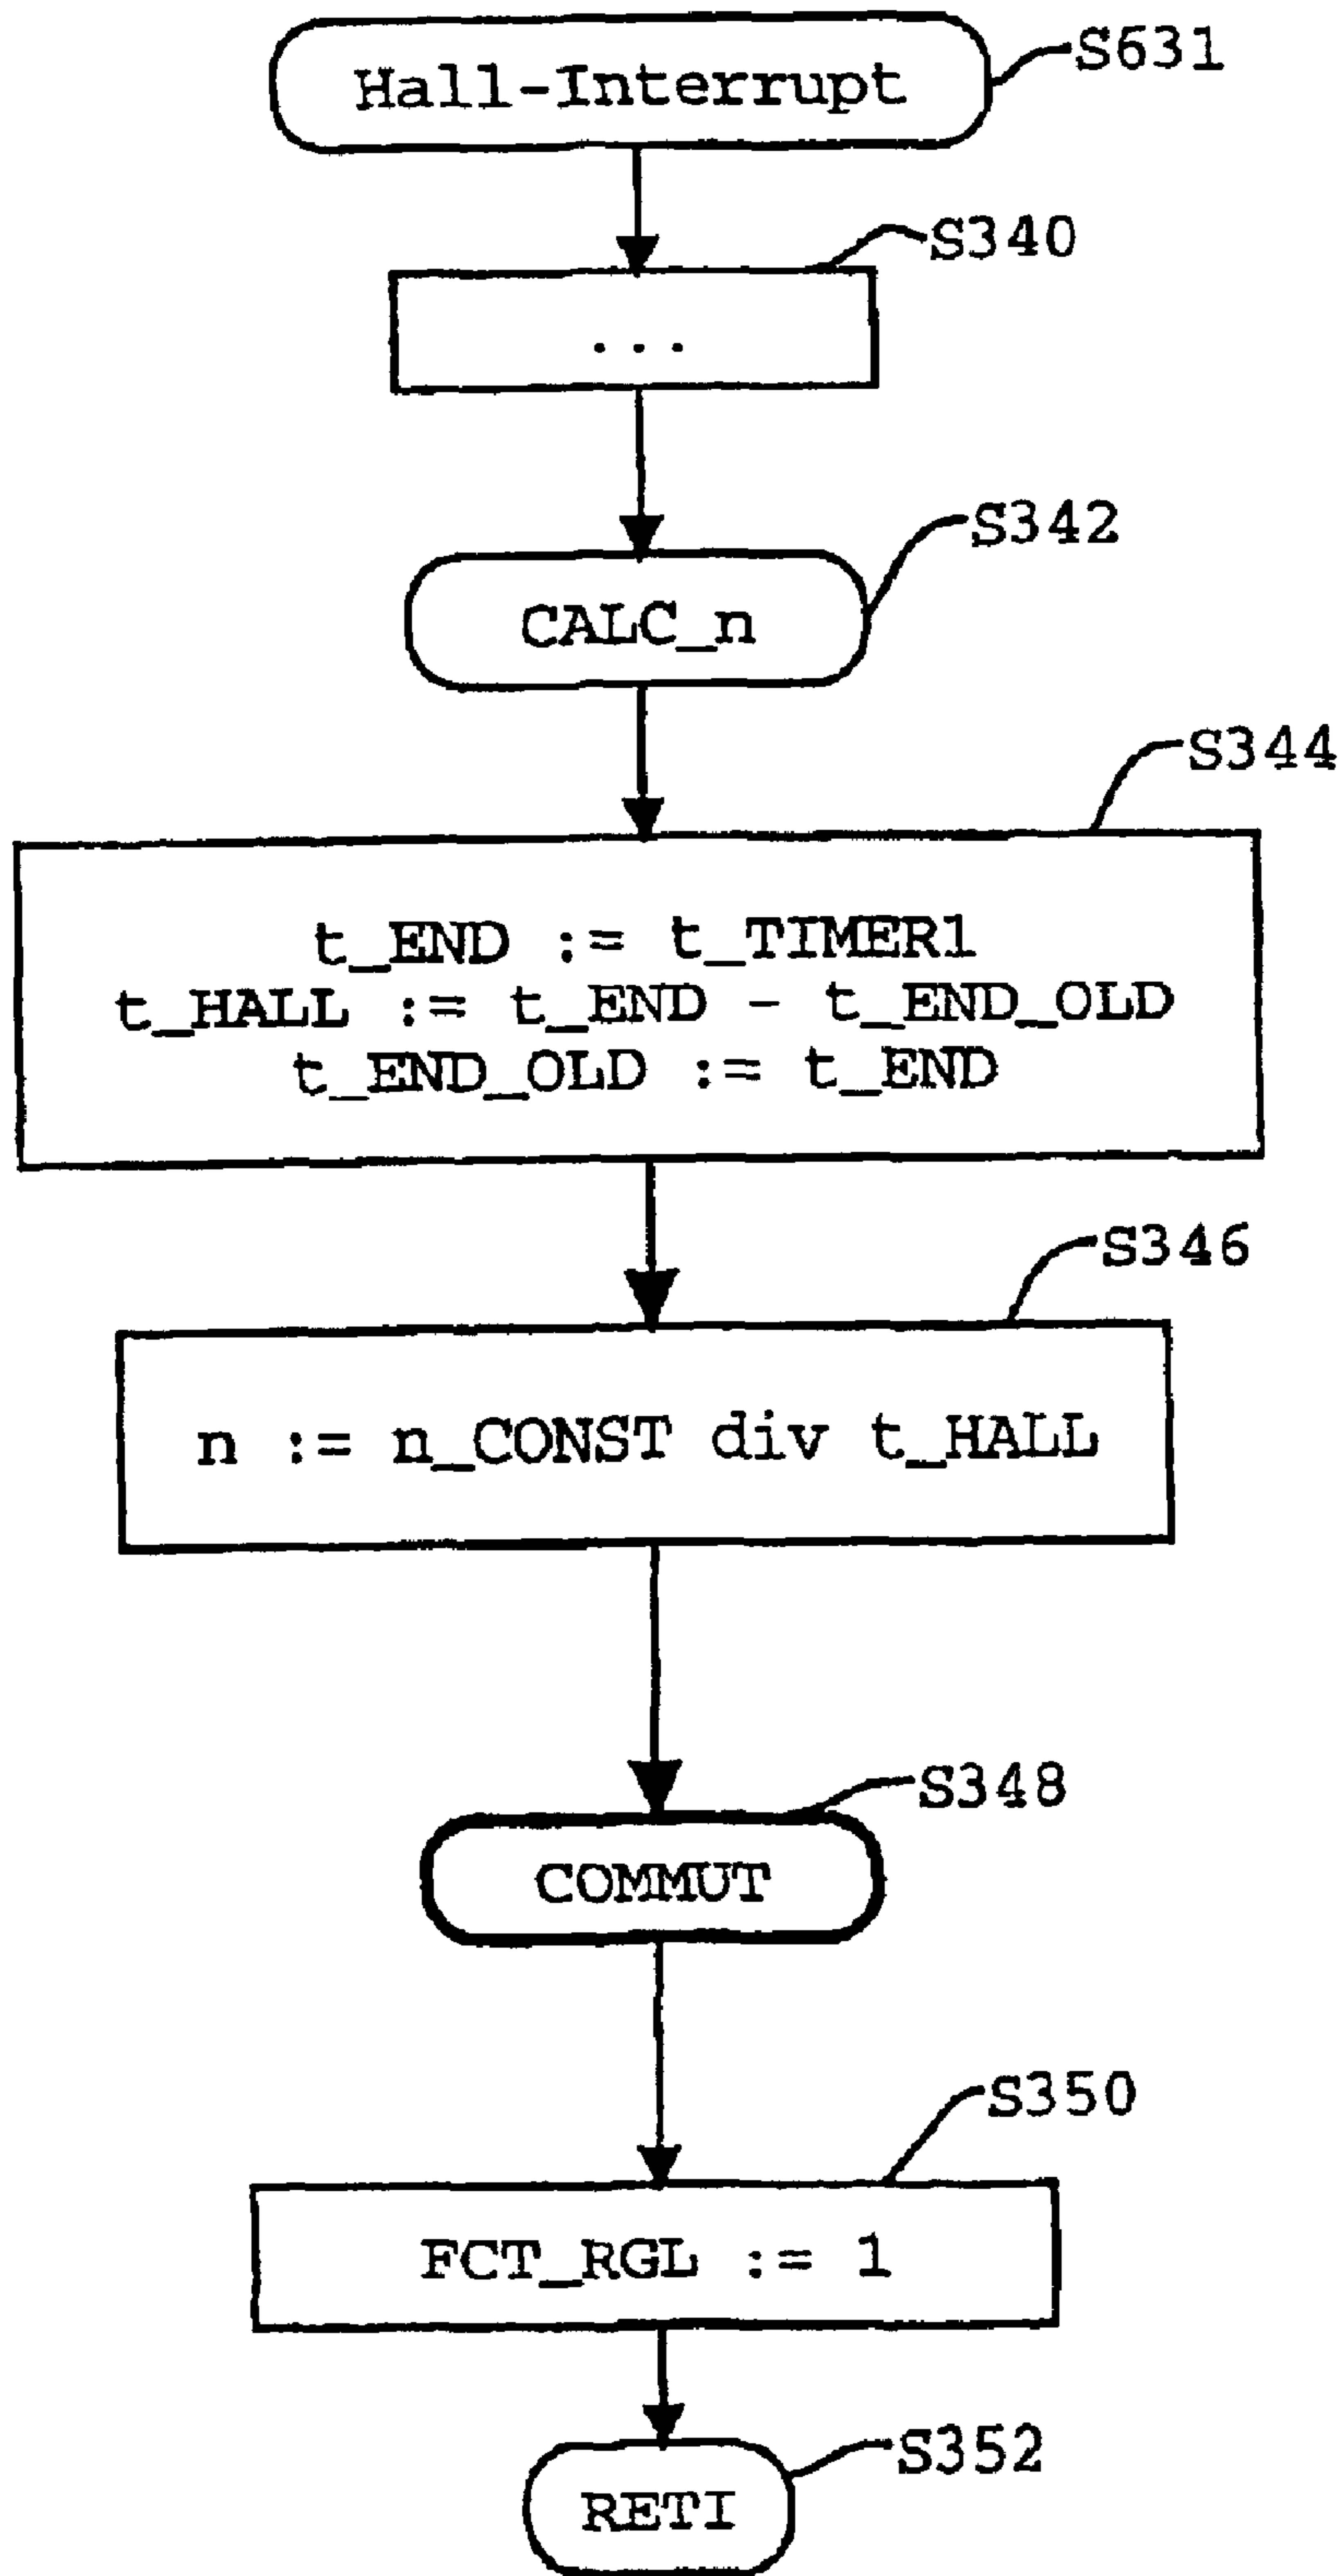 S631
Hall-Interrupt
S340
...
S342
CALC_n
S344
t_END := t_TIMER1
t_HALL := t_END - t_END_OLD
t_END_OLD := t_END
S346
n := n_CONST div t_HALL
S348
COMMUT
S350
FCT_RGL := 1
S352
RETI